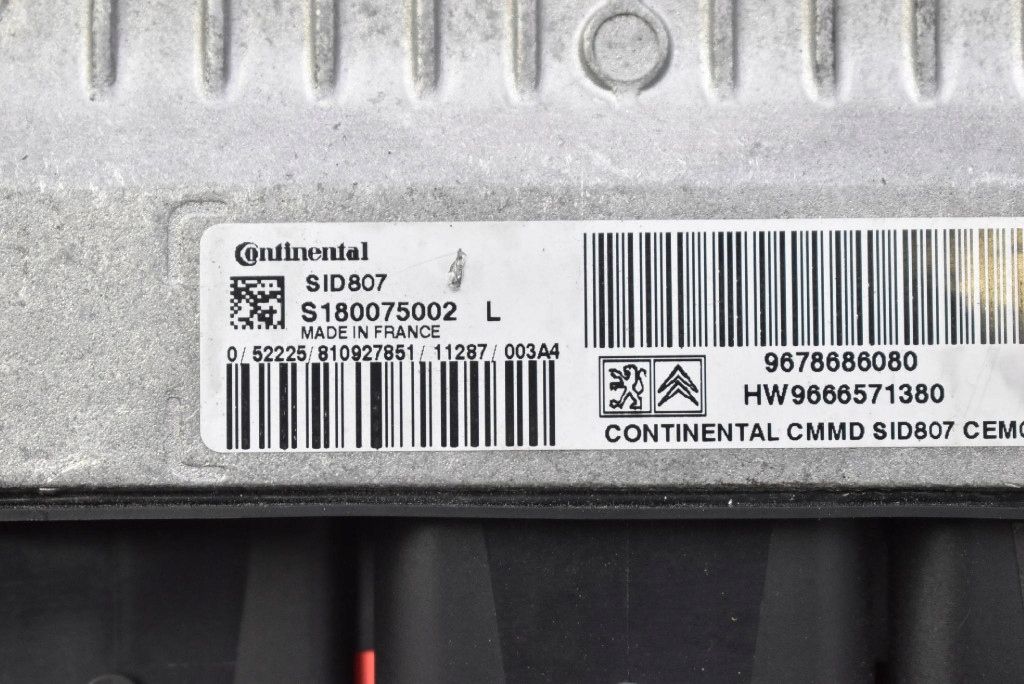 Continental
SID807
S180075002 L
MADE IN FRANCE
0/ 52225/ 810927851/ 11287/ 003A4
9678686080
HW9666571380
CONTINENTAL CMMD SID807